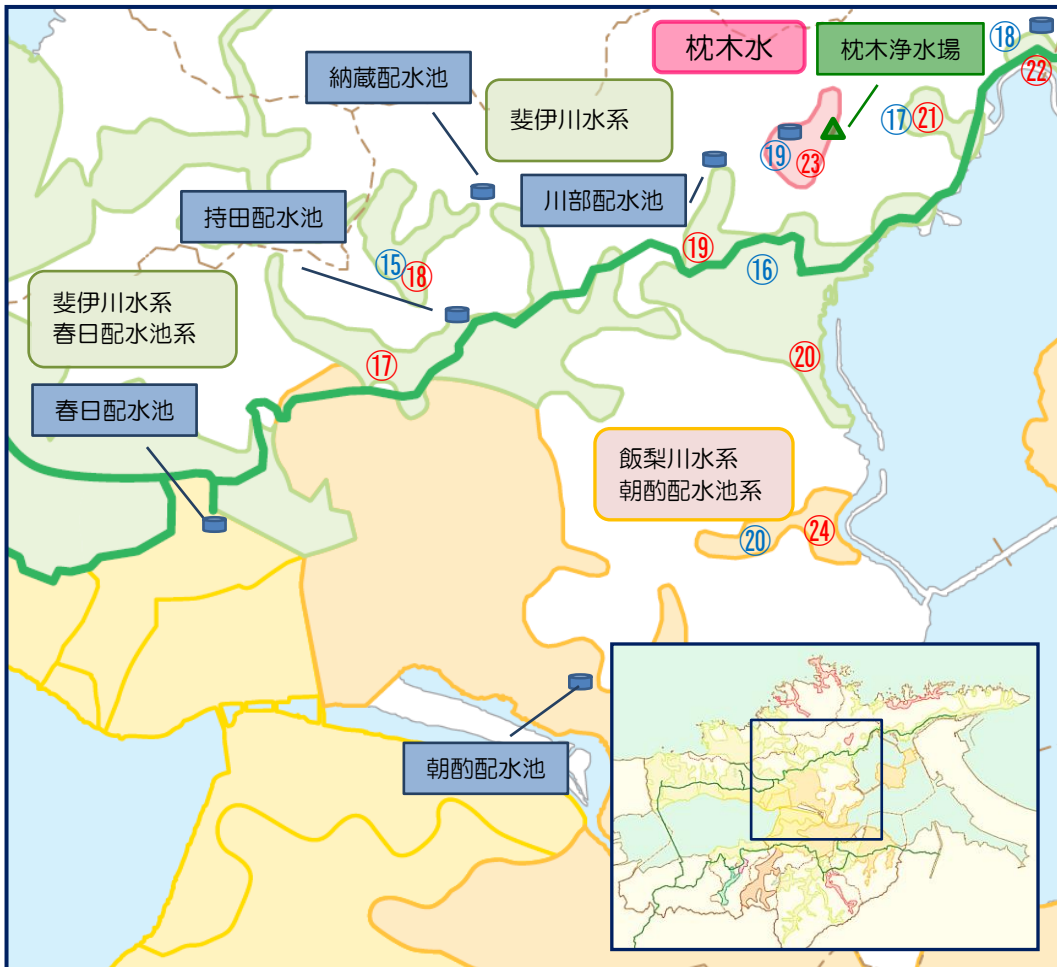 枕木水
枕木浄水場
⑱
㉒
納蔵配水池
斐伊川水系
⑰
㉑
⑲
㉓
川部配水池
持田配水池
⑮
⑱
⑲
⑯
斐伊川水系
春日配水池系
⑰
⑳
春日配水池
飯梨川水系
朝酌配水池系
⑳
㉔
朝酌配水池